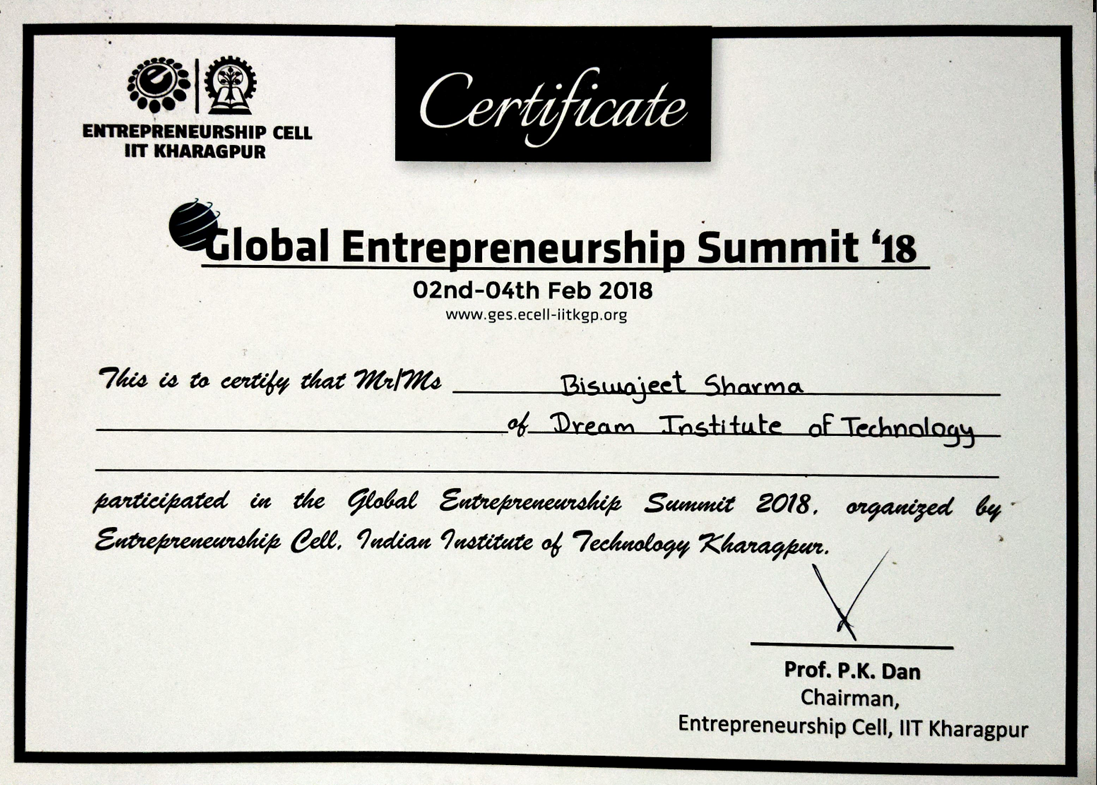 Certificate
ENTREPRENEURSHIP CELL
IIT KHARAGPUR
Global Entrepreneurship Summit ‘18
02nd-04th Feb 2018
www.ges.ecell-iitkgp.org
This is to certify that Mr/Ms Biswajeet Sharma
of Dream Institute of Technology
participated in the Global Entrepreneurship Summit 2018, organized by
Entrepreneurship Cell, Indian Institute of Technology Kharagpur.
Prof. P.K. Dan
Chairman,
Entrepreneurship Cell, IIT Kharagpur